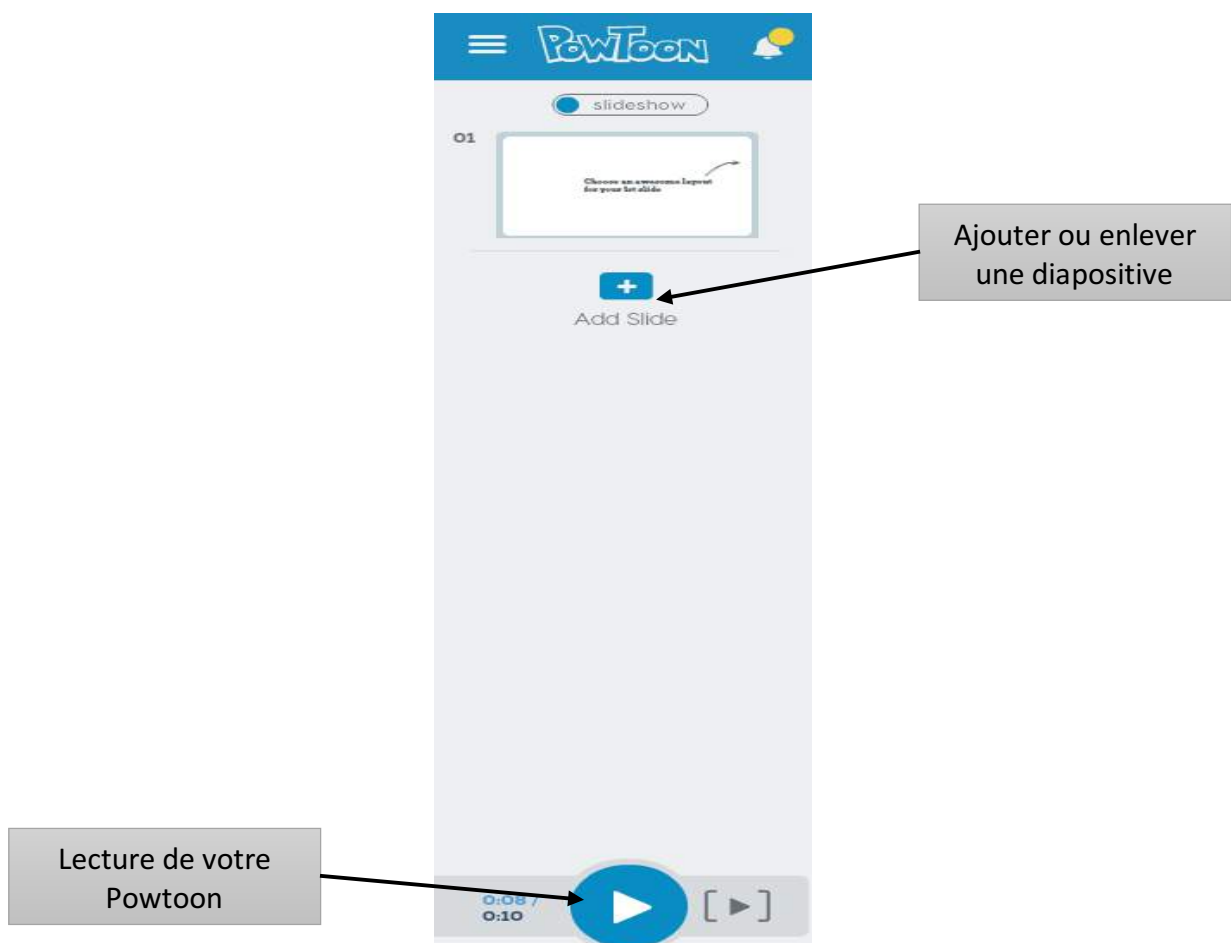 PowToon
slideshow
01
Choose an awesome layout
for your 1st slide
Ajouter ou enlever
une diapositive
Add Slide
Lecture de votre
Powtoon
0:08 /
0:10